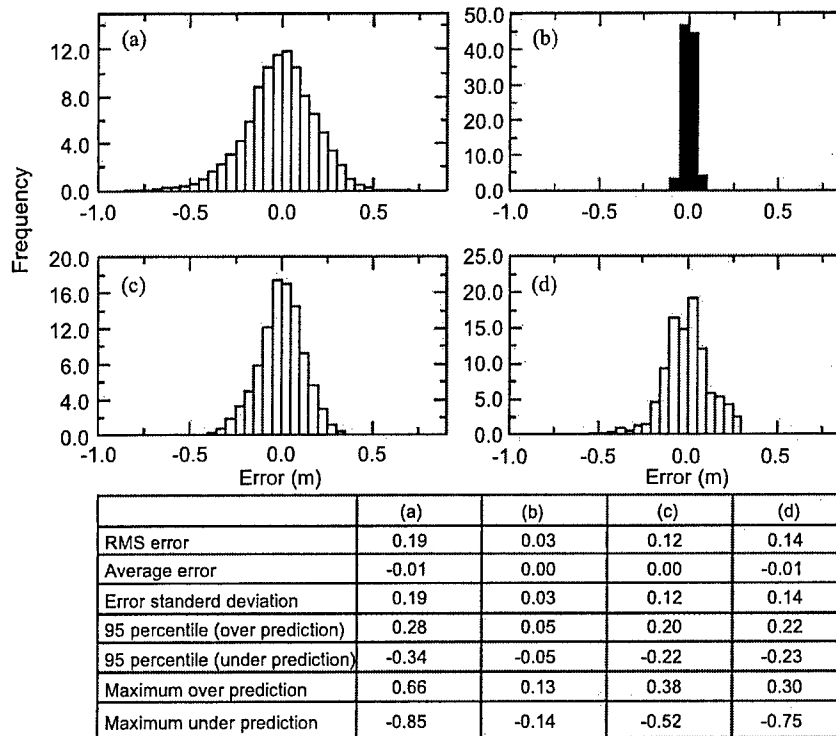 (a)
12.0
8.0
4.0
0.0
-1.0 -0.5 0.0 0.5
(b)
50.0
40.0
30.0
20.0
10.0
0.0
-1.0 -0.5 0.0 0.5
Frequency
(c)
20.0
16.0
12.0
6.0
4.0
0.0
-1.0 -0.5 0.0 0.5
Error (m)
(d)
25.0
20.0
15.0
10.0
5.0
0.0
-1.0 -0.5 0.0 0.5
Error (m)
(a) (b) (c) (d)
RMS error 0.19 0.03 0.12 0.14
Average error -0.01 0.00 0.00 -0.01
Error standerd deviation 0.19 0.03 0.12 0.14
95 percentile (over prediction) 0.28 0.05 0.20 0.22
95 percentile (under prediction) -0.34 -0.05 -0.22 -0.23
Maximum over prediction 0.66 0.13 0.38 0.30
Maximum under prediction -0.85 -0.14 -0.52 -0.75